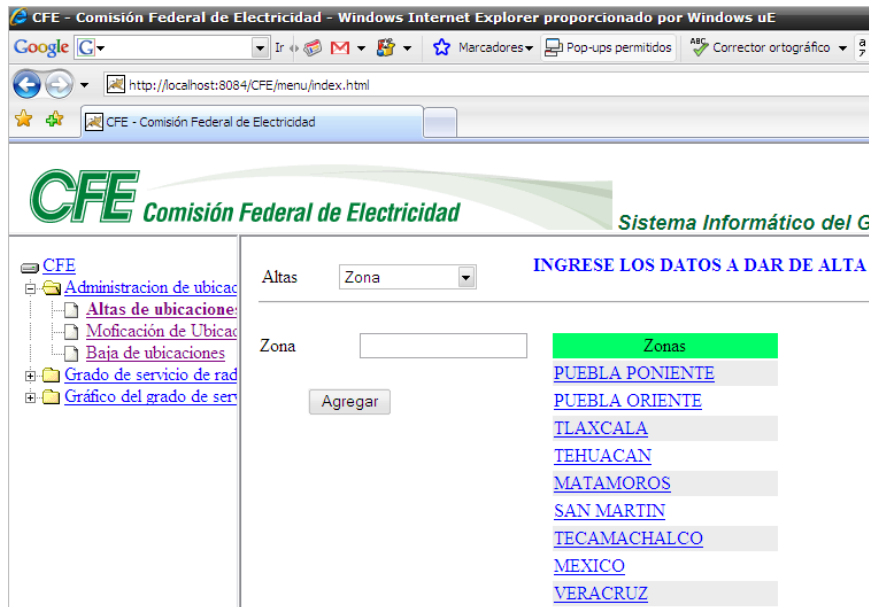 CFE - Comisión Federal de Electricidad - Windows Internet Explorer proporcionado por Windows uE
Google G Ir Marcadores Pop-ups permitidos ABC Corrector ortográfico
http://localhost:8084/CFE/menu/index.html
CFE - Comisión Federal de Electricidad
CFE Comisión Federal de Electricidad
Sistema Informático del G
CFE
Administracion de ubicac
Altas de ubicacione
Moficación de Ubicac
Baja de ubicaciones
Grado de servicio de rad
Gráfico del grado de serv
Altas Zona INGRESE LOS DATOS A DAR DE ALTA
Zona
Agregar
Zonas
PUEBLA PONIENTE
PUEBLA ORIENTE
TLAXCALA
TEHUACAN
MATAMOROS
SAN MARTIN
TECAMACHALCO
MEXICO
VERACRUZ